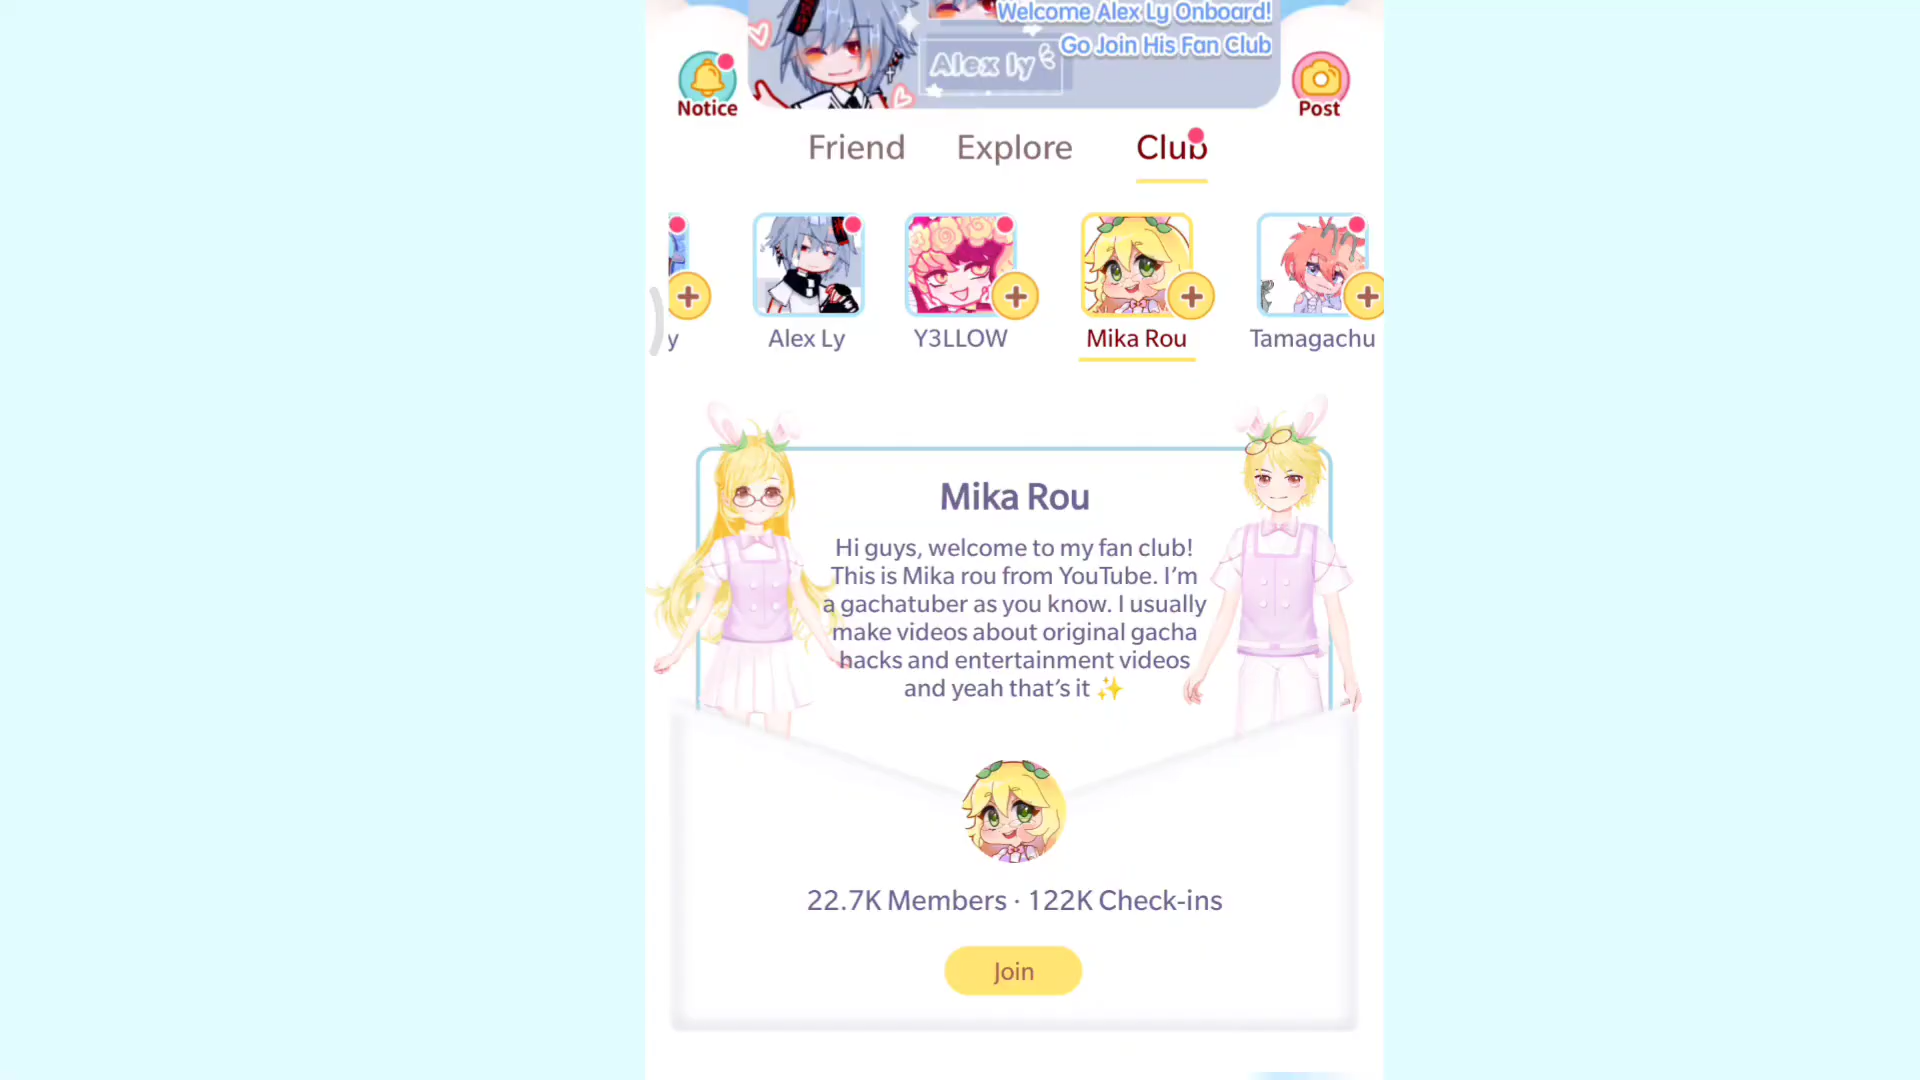 Welcome Alex Ly Onboard!
Go Join His Fan Club
Alex ly
Notice
Post
Friend
Explore
Club
y
Alex Ly
Y3LLOW
Mika Rou
Tamagachu
Mika Rou
Hi guys, welcome to my fan club!
This is Mika rou from YouTube. I’m
a gachatuber as you know. I usually
make videos about original gacha
hacks and entertainment videos
and yeah that’s it ✨
22.7K Members · 122K Check-ins
Join